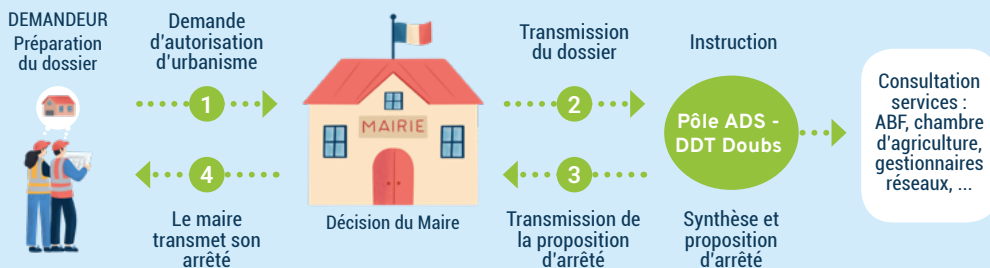 DEMANDEUR
Préparation
du dossier
Demande
d'autorisation
d'urbanisme
1
4
Le maire
transmet son
arrêté
MAIRIE
Décision du Maire
Transmission
du dossier
2
3
Transmission de
la proposition
d'arrêté
Instruction
Pôle ADS -
DDT Doubs
Synthèse et
proposition
d'arrêté
Consultation
services :
ABF, chambre
d'agriculture,
gestionnaires
réseaux, ...